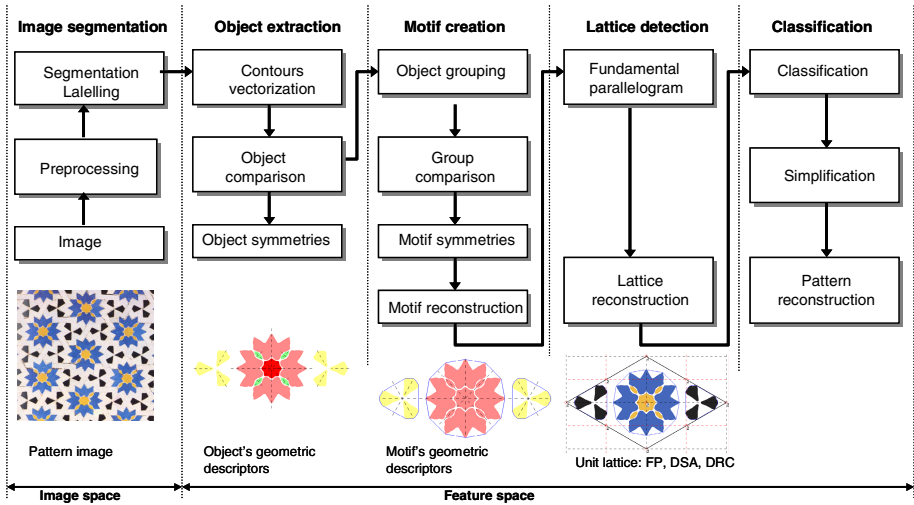 Image segmentation
Object extraction
Motif creation
Lattice detection
Classification
Segmentation
Lalelling
Preprocessing
Image
Pattern image
Contours
vectorization
Object
comparison
Object symmetries
Object's geometric
descriptors
Object grouping
Group
comparison
Motif symmetries
Motif reconstruction
Motif's geometric
descriptors
Fundamental
parallelogram
Lattice
reconstruction
Unit lattice: FP, DSA, DRC
Classification
Simplification
Pattern
reconstruction
Image space
Feature space